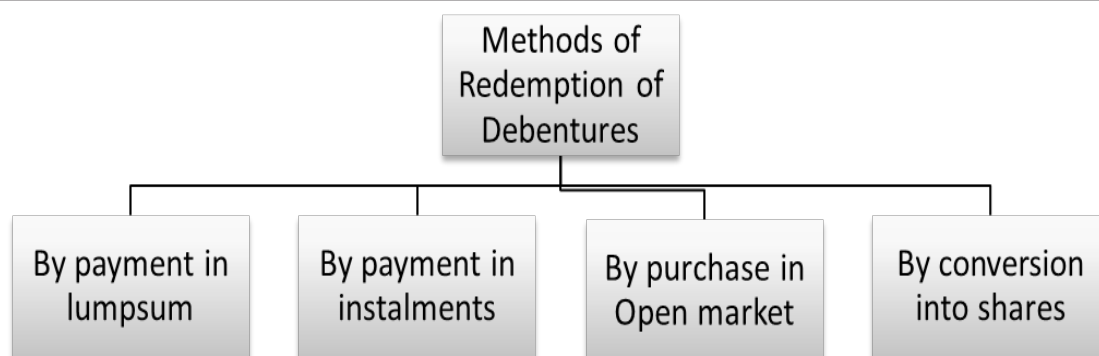 Methods of
Redemption of
Debentures
By payment in
lumpsum
By payment in
instalments
By purchase in
Open market
By conversion
into shares